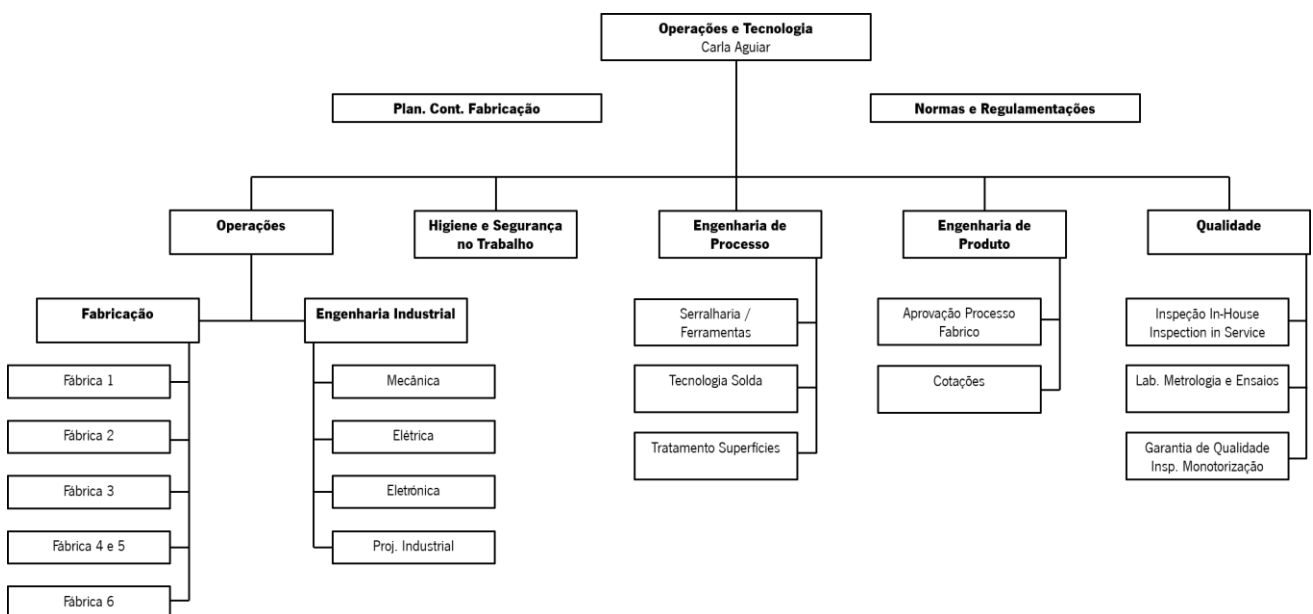 Operações e Tecnologia
Carla Aguiar
Plan. Cont. Fabricação
Normas e Regulamentações
Operações
Higiene e Segurança
no Trabalho
Engenharia de
Processo
Engenharia de
Produto
Qualidade
Fabricação
Engenharia Industrial
Serralharia /
Ferramentas
Aprovação Processo
Fabrico
Inspeção In-House
Inspection in Service
Fábrica 1
Mecânica
Tecnologia Solda
Cotações
Lab. Metrologia e Ensaios
Fábrica 2
Elétrica
Tratamento Superfícies
Garantia de Qualidade
Insp. Monotorização
Fábrica 3
Eletrónica
Fábrica 4 e 5
Proj. Industrial
Fábrica 6